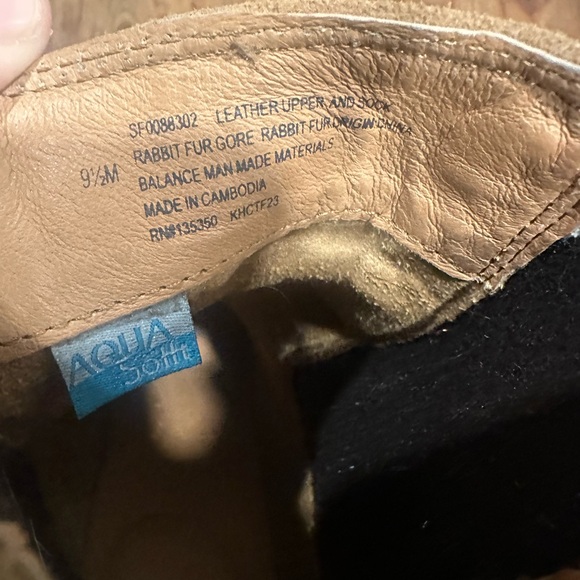 SF0088302 LEATHER UPPER AND SOCK
9½M RABBIT FUR GORE RABBIT FUR ORIGIN:CHINA
BALANCE MAN MADE MATERIALS
MADE IN CAMBODIA
RN#135350 KHCTF23
AQUA
Softt